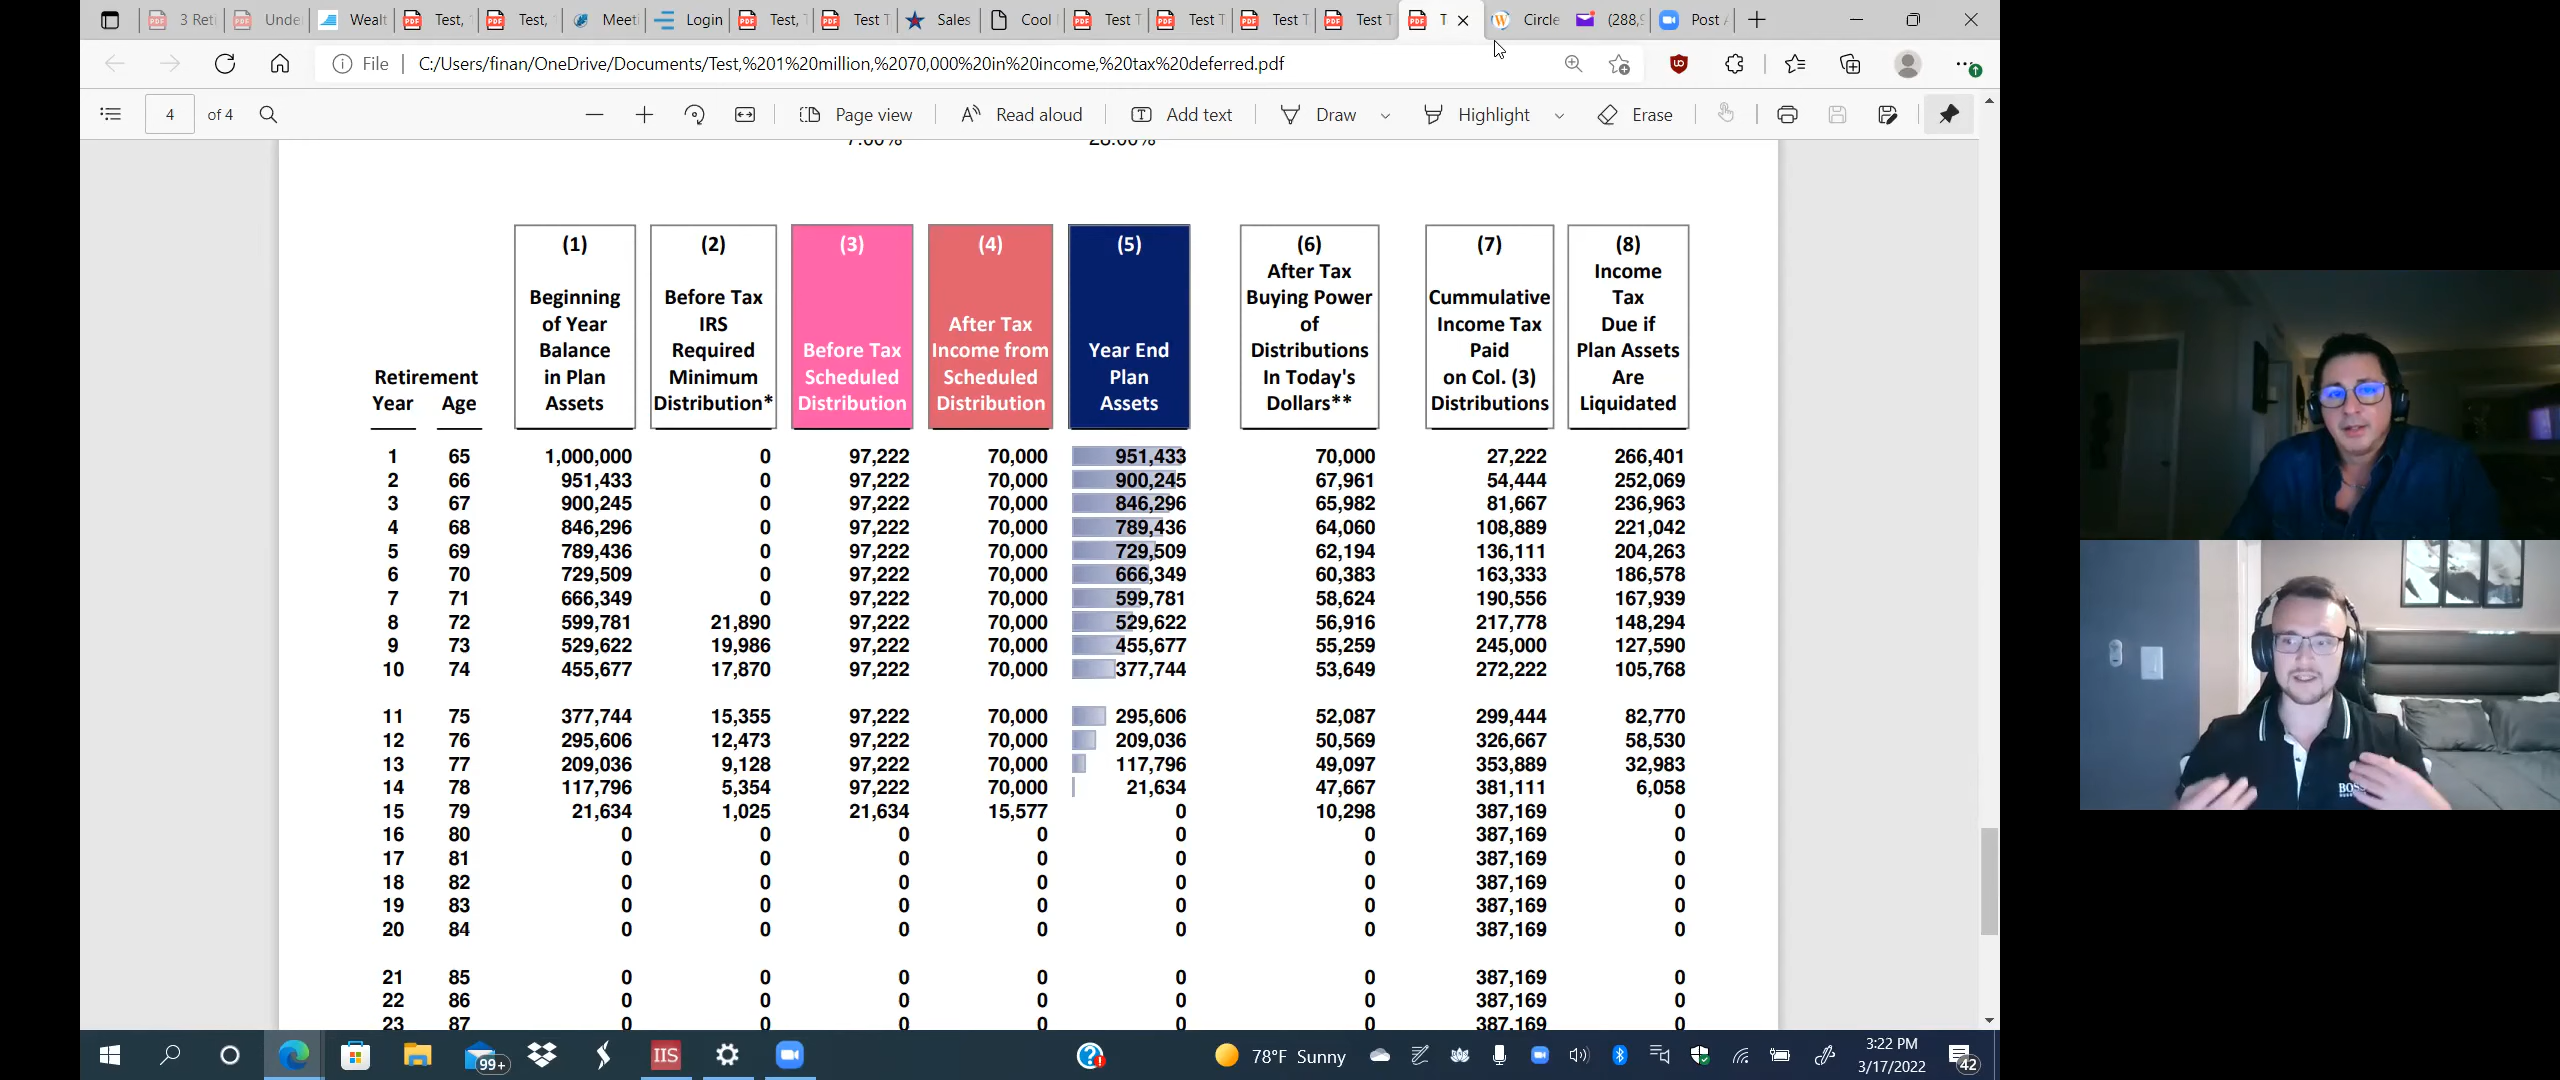 3 Reti
Unde
Wealt
Test,
Test,
Meeti
Login
Test,
Test T
Sales
Cool
Test T
Test T
Test T
Test T
T
Circle
(288,9
Post A
File C:/Users/finan/OneDrive/Documents/Test,%201%20million,%2070,000%20in%20income,%20tax%20deferred.pdf
4 of 4 Page view Read aloud Add text Draw Highlight Erase
7.00% 28.00%
(1) (2) (3) (4) (5) (6) (7) (8)
Retirement
Year Age
Beginning
of Year
Balance
in Plan
Assets
Before Tax
IRS
Required
Minimum
Distribution*
Before Tax
Scheduled
Distribution
After Tax
Income from
Scheduled
Distribution
Year End
Plan
Assets
After Tax
Buying Power
of
Distributions
In Today's
Dollars**
Cummulative
Income Tax
Paid
on Col. (3)
Distributions
Income
Tax
Due if
Plan Assets
Are
Liquidated
1 65 1,000,000 0 97,222 70,000 951,433 70,000 27,222 266,401
2 66 951,433 0 97,222 70,000 900,245 67,961 54,444 252,069
3 67 900,245 0 97,222 70,000 846,296 65,982 81,667 236,963
4 68 846,296 0 97,222 70,000 789,436 64,060 108,889 221,042
5 69 789,436 0 97,222 70,000 729,509 62,194 136,111 204,263
6 70 729,509 0 97,222 70,000 666,349 60,383 163,333 186,578
7 71 666,349 0 97,222 70,000 599,781 58,624 190,556 167,939
8 72 599,781 21,890 97,222 70,000 529,622 56,916 217,778 148,294
9 73 529,622 19,986 97,222 70,000 455,677 55,259 245,000 127,590
10 74 455,677 17,870 97,222 70,000 377,744 53,649 272,222 105,768
11 75 377,744 15,355 97,222 70,000 295,606 52,087 299,444 82,770
12 76 295,606 12,473 97,222 70,000 209,036 50,569 326,667 58,530
13 77 209,036 9,128 97,222 70,000 117,796 49,097 353,889 32,983
14 78 117,796 5,354 97,222 70,000 21,634 47,667 381,111 6,058
15 79 21,634 1,025 21,634 15,577 0 10,298 387,169 0
16 80 0 0 0 0 0 0 387,169 0
17 81 0 0 0 0 0 0 387,169 0
18 82 0 0 0 0 0 0 387,169 0
19 83 0 0 0 0 0 0 387,169 0
20 84 0 0 0 0 0 0 387,169 0
21 85 0 0 0 0 0 0 387,169 0
22 86 0 0 0 0 0 0 387,169 0
23 87 0 0 0 0 0 0 387,169 0
BOSS
99+
IIS
78°F Sunny
3:22 PM
3/17/2022
42